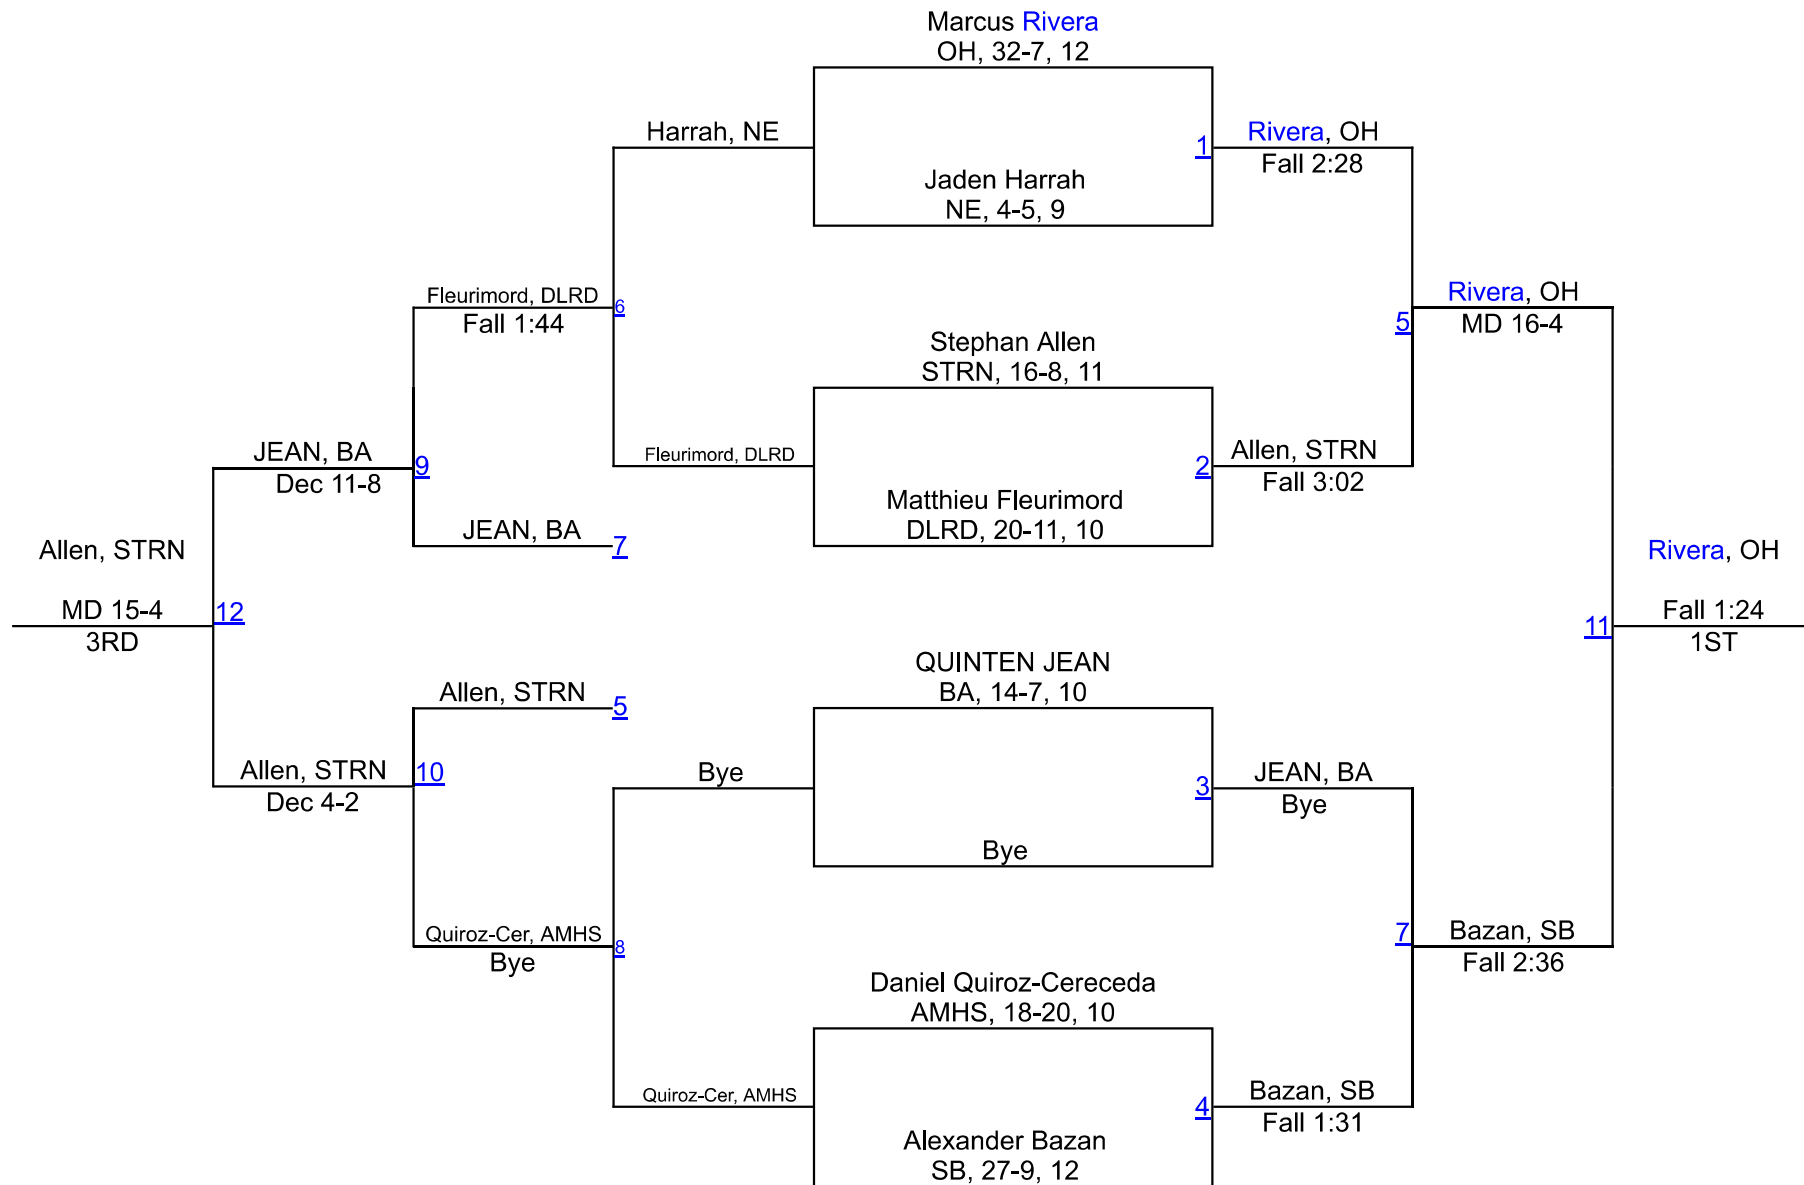 Marcus Rivera
OH, 32-7, 12
Harrah, NE
1
Rivera, OH
Fall 2:28
Jaden Harrah
NE, 4-5, 9
Fleurimord, DLRD
Fall 1:44
6
Rivera, OH
MD 16-4
5
Stephan Allen
STRN, 16-8, 11
JEAN, BA
Dec 11-8
9
Fleurimord, DLRD
2
Allen, STRN
Fall 3:02
Matthieu Fleurimord
DLRD, 20-11, 10
JEAN, BA
7
Allen, STRN
MD 15-4
3RD
12
Rivera, OH
Fall 1:24
1ST
11
QUINTEN JEAN
BA, 14-7, 10
Allen, STRN
5
Allen, STRN
Dec 4-2
10
Bye
3
JEAN, BA
Bye
Bye
Quiroz-Cer, AMHS
Bye
8
7
Bazan, SB
Fall 2:36
Daniel Quiroz-Cereceda
AMHS, 18-20, 10
Quiroz-Cer, AMHS
4
Bazan, SB
Fall 1:31
Alexander Bazan
SB, 27-9, 12